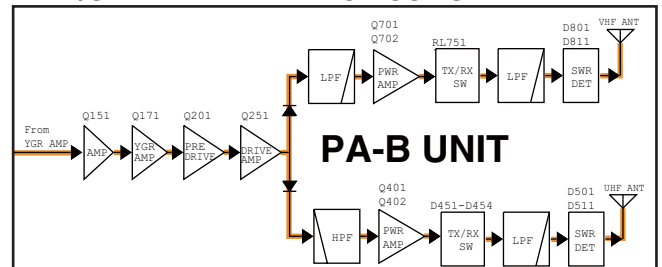 Q701
Q702
D801
D811
VHF ANT
RL751
LPF
PWR
AMP
TX/RX
SW
LPF
SWR
DET
From
YGR AMP
Q151
Q171
Q201
Q251
AMP
YGR
AMP
PRE
DRIVE
DRIVE
AMP
PA-B UNIT
Q401
Q402
D451-D454
D501
D511
UHF ANT
HPF
PWR
AMP
TX/RX
SW
LPF
SWR
DET